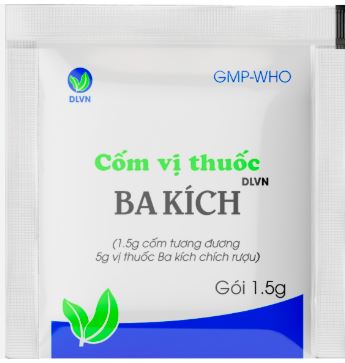 DLVN
GMP-WHO
Cốm vị thuốc
DLVN
BA KÍCH
(1.5g cốm tương đương
5g vị thuốc Ba kích chích rượu)
Gói 1.5g